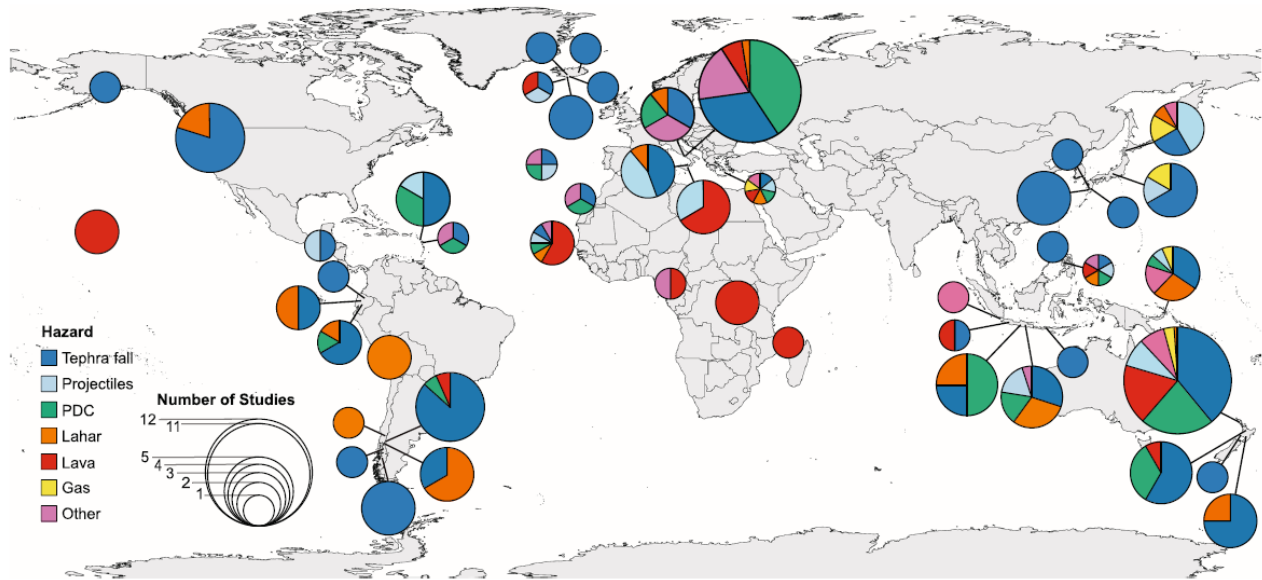 Hazard
Tephra fall
Projectiles
PDC
Lahar
Lava
Gas
Other
Number of Studies
12
11
5
4
3
2
1